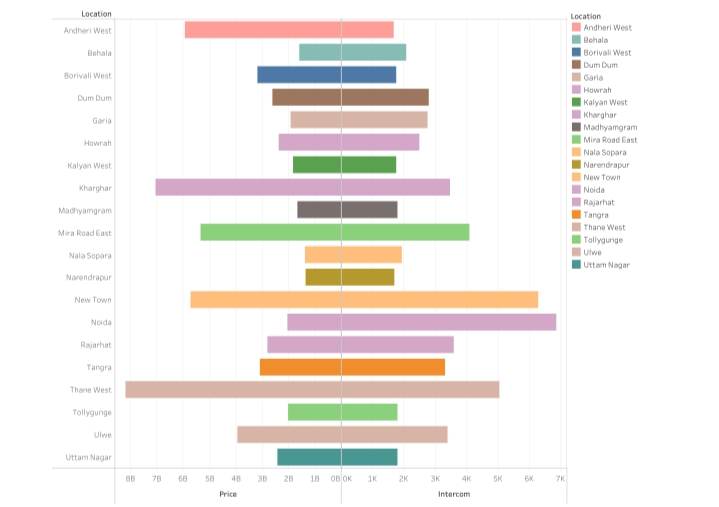 Location
Andheri West
Behala
Borivali West
Dum Dum
Garia
Howrah
Kalyan West
Kharghar
Madhyamgram
Mira Road East
Nala Sopara
Narendrapur
New Town
Noida
Rajarhat
Tangra
Thane West
Tollygunge
Ulwe
Uttam Nagar
8B 7B 6B 5B 4B 3B 2B 1B 0B 0K 1K 2K 3K 4K 5K 6K 7K
Price Intercom
Location
Andheri West
Behala
Borivali West
Dum Dum
Garia
Howrah
Kalyan West
Kharghar
Madhyamgram
Mira Road East
Nala Sopara
Narendrapur
New Town
Noida
Rajarhat
Tangra
Thane West
Tollygunge
Ulwe
Uttam Nagar